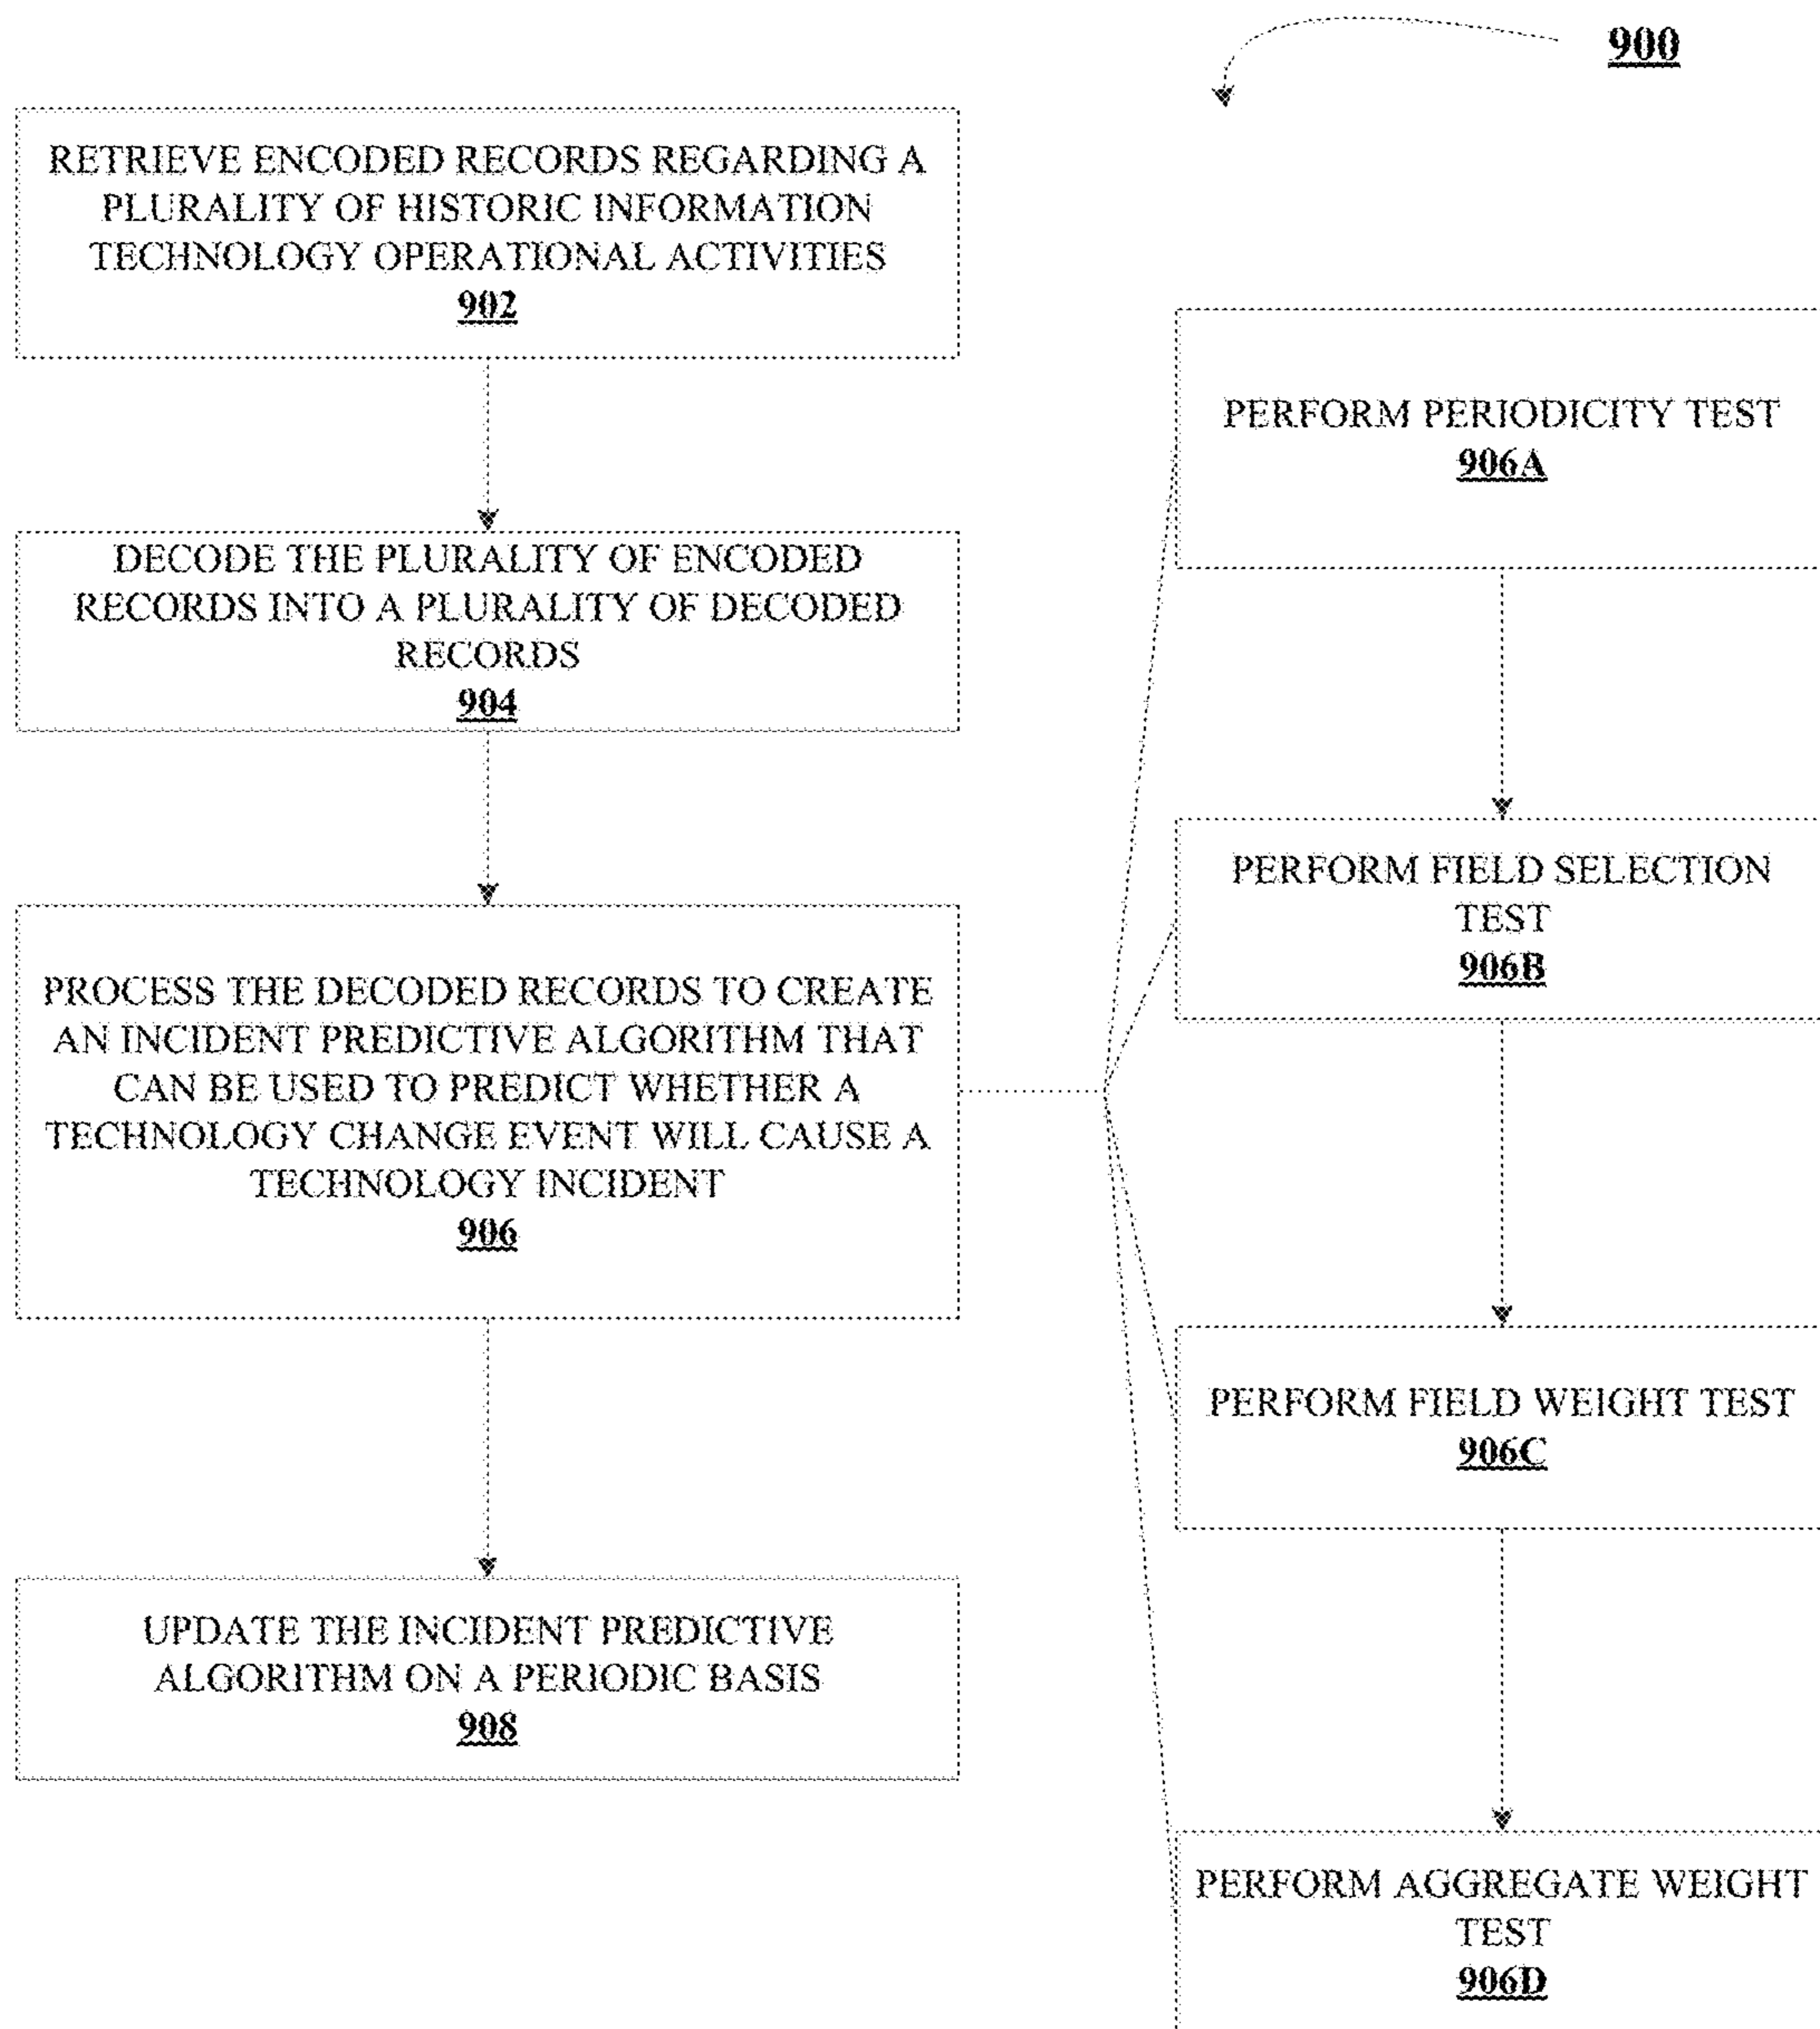 900
RETRIEVE ENCODED RECORDS REGARDING A
PLURALITY OF HISTORIC INFORMATION
TECHNOLOGY OPERATIONAL ACTIVITIES
902
DECODE THE PLURALITY OF ENCODED
RECORDS INTO A PLURALITY OF DECODED
RECORDS
904
PROCESS THE DECODED RECORDS TO CREATE
AN INCIDENT PREDICTIVE ALGORITHM THAT
CAN BE USED TO PREDICT WHETHER A
TECHNOLOGY CHANGE EVENT WILL CAUSE A
TECHNOLOGY INCIDENT
906
UPDATE THE INCIDENT PREDICTIVE
ALGORITHM ON A PERIODIC BASIS
908
PERFORM PERIODICITY TEST
906A
PERFORM FIELD SELECTION
TEST
906B
PERFORM FIELD WEIGHT TEST
906C
PERFORM AGGREGATE WEIGHT
TEST
906D